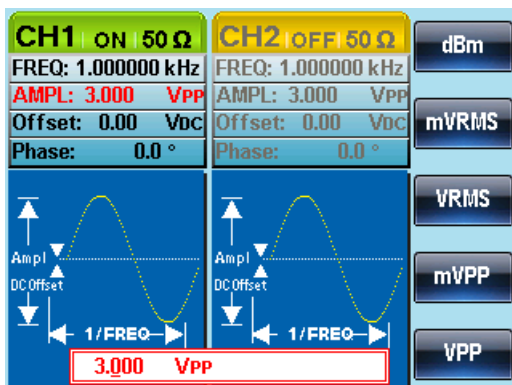 CH1 ON 50 Ω CH2 OFF 50 Ω dBm
FREQ: 1.000000 kHz FREQ: 1.000000 kHz
AMPL: 3.000 VPP AMPL: 3.000 VPP
Offset: 0.00 VDC Offset: 0.00 VDC mVRMS
Phase: 0.0 ° Phase: 0.0 °
VRMS
Ampl Ampl
DC Offset DC Offset mVPP
1/FREQ 1/FREQ
3.000 VPP VPP